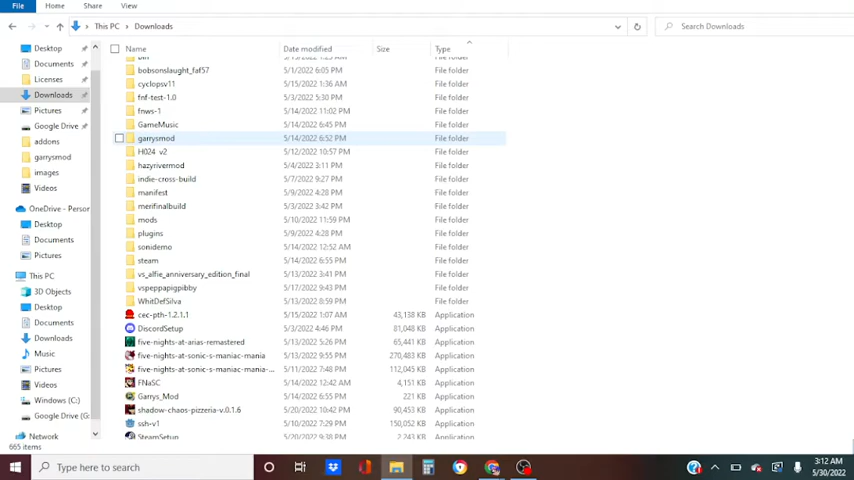 File Home Share View
This PC Downloads Search Downloads
Name Date modified Size Type
bobsonslaught_faf57 5/1/2022 6:05 PM File folder
cyclopsv11 5/15/2022 1:36 AM File folder
fnf-test-1.0 5/3/2022 5:30 PM File folder
fnws-1 5/14/2022 11:02 PM File folder
GameMusic 5/14/2022 6:45 PM File folder
garrysmod 5/14/2022 6:52 PM File folder
H024 v2 5/12/2022 10:57 PM File folder
hazyrivermod 5/4/2022 3:11 PM File folder
indie-cross-build 5/7/2022 9:27 PM File folder
manifest 5/9/2022 4:28 PM File folder
merifinalbuild 5/3/2022 3:42 PM File folder
mods 5/10/2022 11:59 PM File folder
plugins 5/9/2022 4:28 PM File folder
sonidemo 5/14/2022 12:52 AM File folder
steam 5/14/2022 6:55 PM File folder
vs_alfie_anniversary_edition_final 5/13/2022 3:41 PM File folder
vspeppapigpibby 5/17/2022 9:43 PM File folder
WhitDefSilva 5/13/2022 8:59 PM File folder
cec-pth-1.2.1.1 5/15/2022 1:07 AM Application 43,138 KB
DiscordSetup 5/3/2022 4:46 PM Application 81,048 KB
five-nights-at-arias-remastered 5/13/2022 5:26 PM Application 65,441 KB
five-nights-at-sonic-s-maniac-mania 5/13/2022 9:55 PM Application 270,483 KB
five-nights-at-sonic-s-maniac-mania-... 5/11/2022 7:48 PM Application 112,045 KB
FNaSC 5/14/2022 12:42 AM Application 4,151 KB
Garrys_Mod 5/14/2022 6:55 PM Application 221 KB
shadow-chaos-pizzeria-v.0.1.6 5/20/2022 10:42 PM Application 90,453 KB
ssh-v1 5/10/2022 7:29 PM Application 150,052 KB
SteamSetup 5/20/2022 9:38 PM Application 2,243 KB
Desktop
Documents
Licenses
Downloads
Pictures
Google Drive
addons
garrysmod
images
Videos
OneDrive - Person
Desktop
Documents
Pictures
This PC
3D Objects
Desktop
Documents
Downloads
Music
Pictures
Videos
Windows (C:)
Google Drive (G:
Network
665 items
Type here to search
3:12 AM
5/30/2022